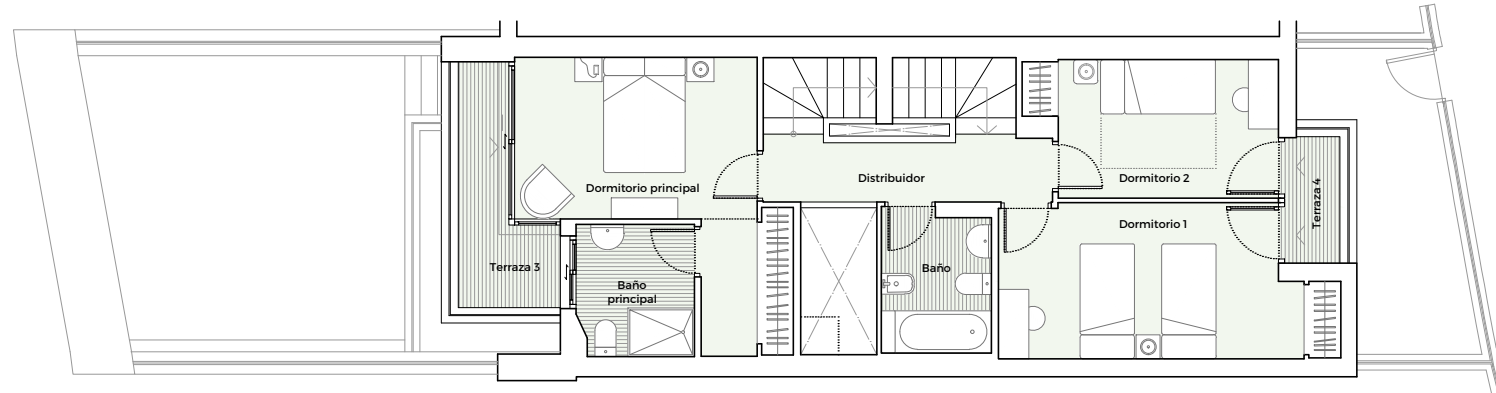 Dormitorio principal
Distribuidor
Dormitorio 2
Terraza 4
Dormitorio 1
Terraza 3
Baño
principal
Baño